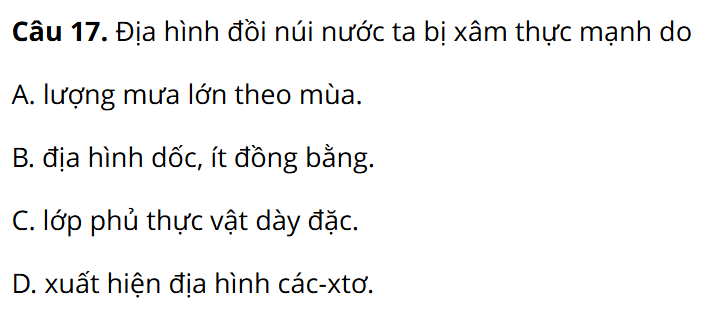 Câu 17. Địa hình đồi núi nước ta bị xâm thực mạnh do
A. lượng mưa lớn theo mùa.
B. địa hình dốc, ít đồng bằng.
C. lớp phủ thực vật dày đặc.
D. xuất hiện địa hình các-xtơ.